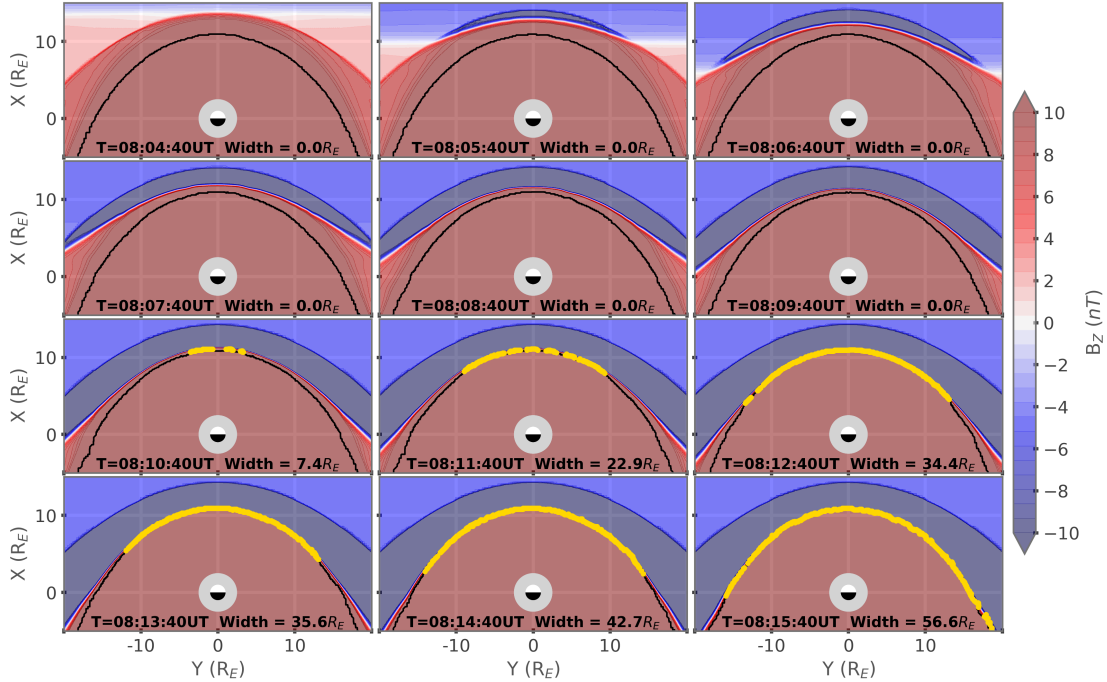 X (R_E) 10 0
T=08:04:40UT Width = 0.0R_E T=08:05:40UT Width = 0.0R_E T=08:06:40UT Width = 0.0R_E
X (R_E) 10 0
T=08:07:40UT Width = 0.0R_E T=08:08:40UT Width = 0.0R_E T=08:09:40UT Width = 0.0R_E
X (R_E) 10 0
T=08:10:40UT Width = 7.4R_E T=08:11:40UT Width = 22.9R_E T=08:12:40UT Width = 34.4R_E
X (R_E) 10 0
T=08:13:40UT Width = 35.6R_E T=08:14:40UT Width = 42.7R_E T=08:15:40UT Width = 56.6R_E
-10 0 10 -10 0 10 -10 0 10
Y (R_E) Y (R_E) Y (R_E)
10
8
6
4
2
0
−2
−4
−6
−8
−10
B_Z (nT)